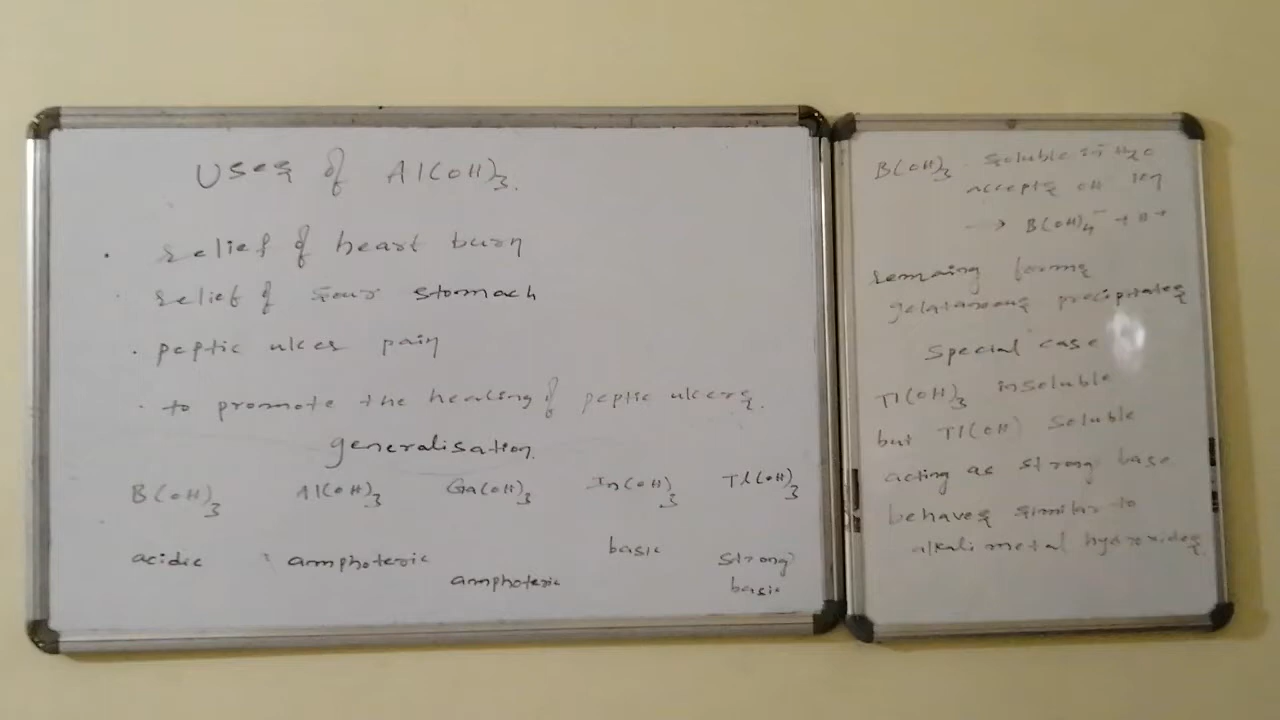 Uses of Al(OH)3.
. relief of heart burn
. relief of sour stomach
. peptic ulcer pain
. to promote the healing of peptic ulcers.
generalisation.
B(OH)3 Al(OH)3 Ga(OH)3 In(OH)3 Tl(OH)3
acidic amphoteric amphoteric basic strong basic
B(OH)3 soluble in H2O
accepts OH
→ B(OH)4⁻ + H⁺
remaing forms
gelatanous precipitates
special case
Tl(OH)3 insoluble
but Tl(OH) soluble
acting as strong base
behaves similar to
alkali metal hydroxides